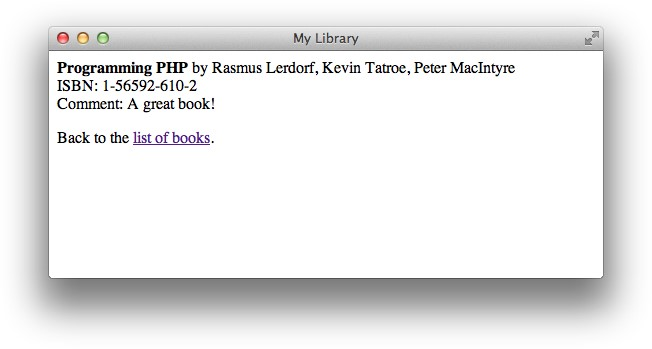 My Library
Programming PHP by Rasmus Lerdorf, Kevin Tatroe, Peter MacIntyre
ISBN: 1-56592-610-2
Comment: A great book!
Back to the list of books.